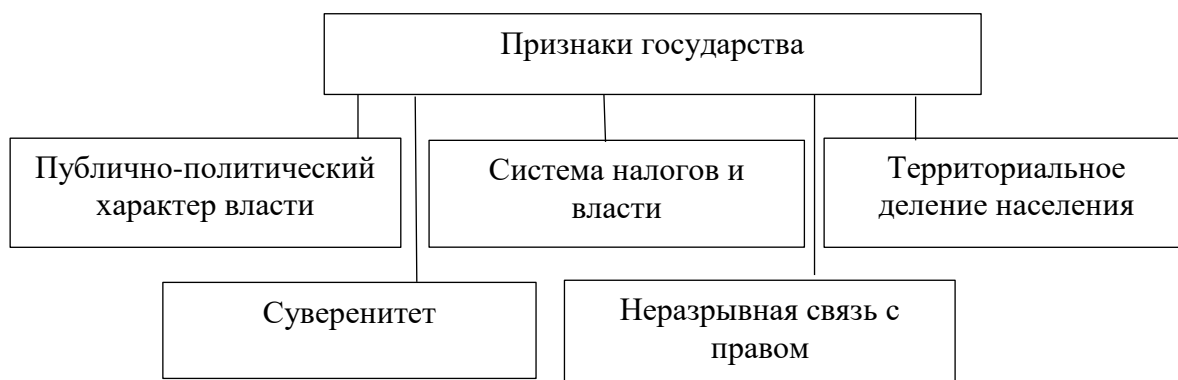 Признаки государства
Публично-политический
характер власти
Система налогов и
власти
Территориальное
деление населения
Суверенитет
Неразрывная связь с
правом